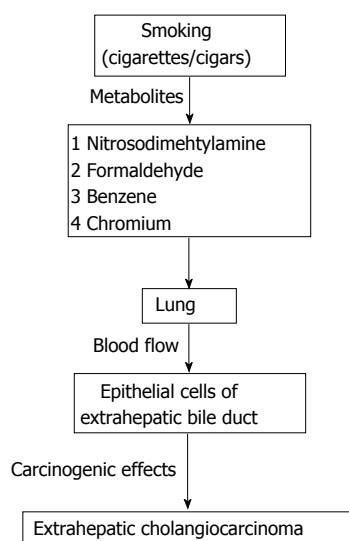 Smoking
(cigarettes/cigars)
Metabolites
1 Nitrosodimehtylamine
2 Formaldehyde
3 Benzene
4 Chromium
Lung
Blood flow
Epithelial cells of
extrahepatic bile duct
Carcinogenic effects
Extrahepatic cholangiocarcinoma